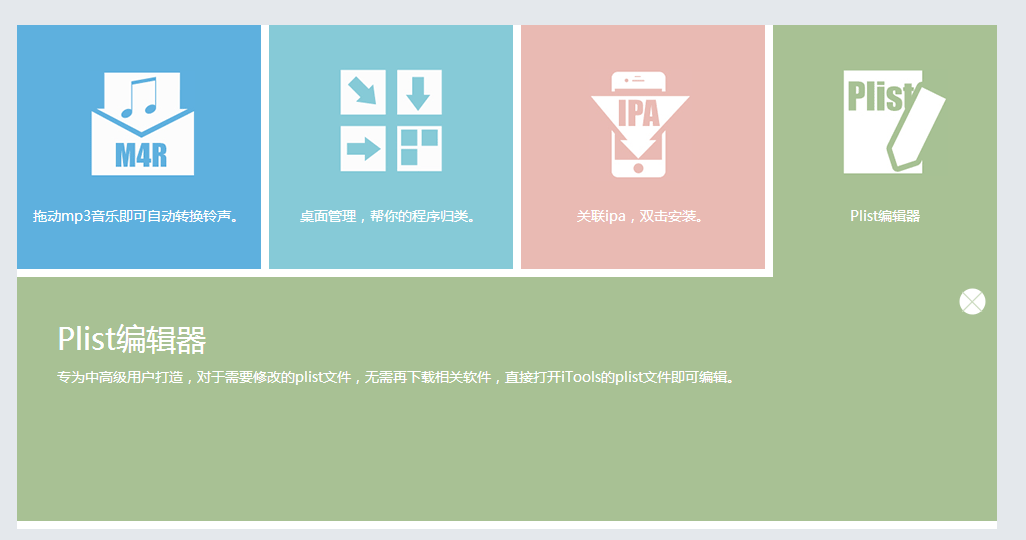 M4R
IPA
Plist
拖动mp3音乐即可自动转换铃声。
桌面管理，帮你的程序归类。
关联ipa，双击安装。
Plist编辑器
Plist编辑器
专为中高级用户打造，对于需要修改的plist文件，无需再下载相关软件，直接打开iTools的plist文件即可编辑。